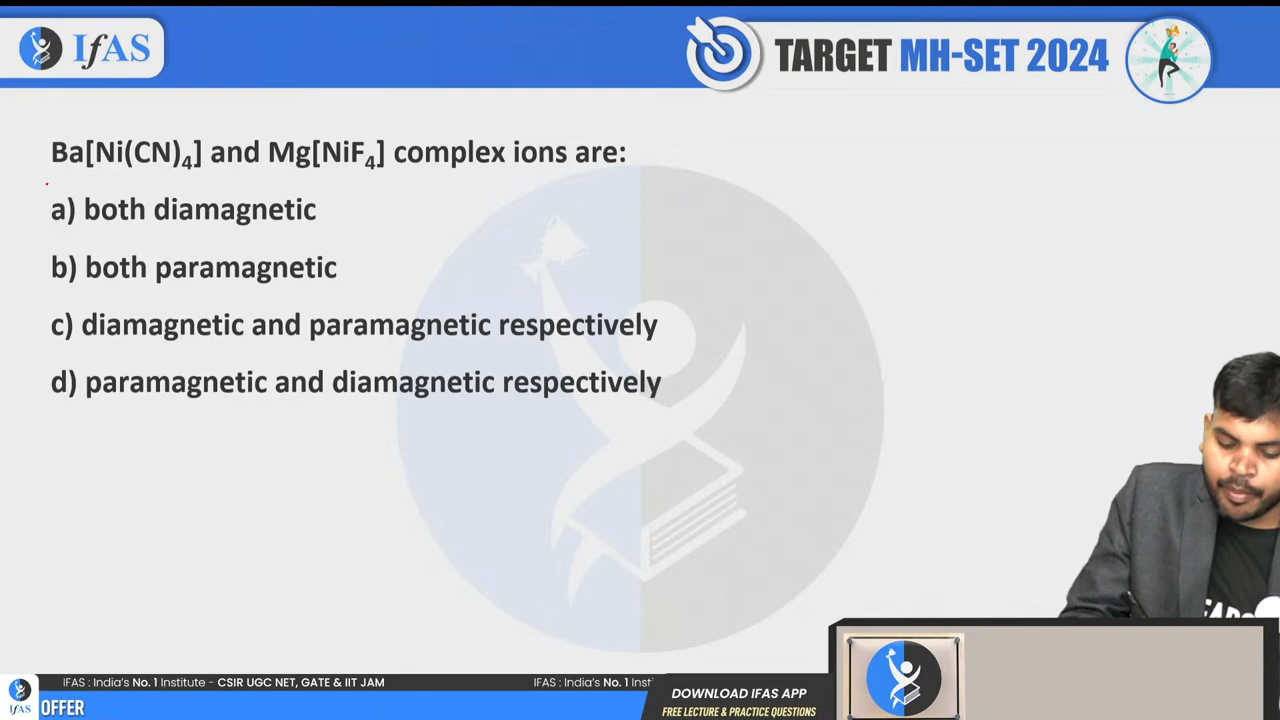 IfAS
TARGET MH-SET 2024
Ba[Ni(CN)₄] and Mg[NiF₄] complex ions are:
a) both diamagnetic
b) both paramagnetic
c) diamagnetic and paramagnetic respectively
d) paramagnetic and diamagnetic respectively
IFAS : India's No. 1 Institute - CSIR UGC NET, GATE & IIT JAM
IFAS : India's No. 1 Insti
IfAS
OFFER
DOWNLOAD IFAS APP
FREE LECTURE & PRACTICE QUESTIONS